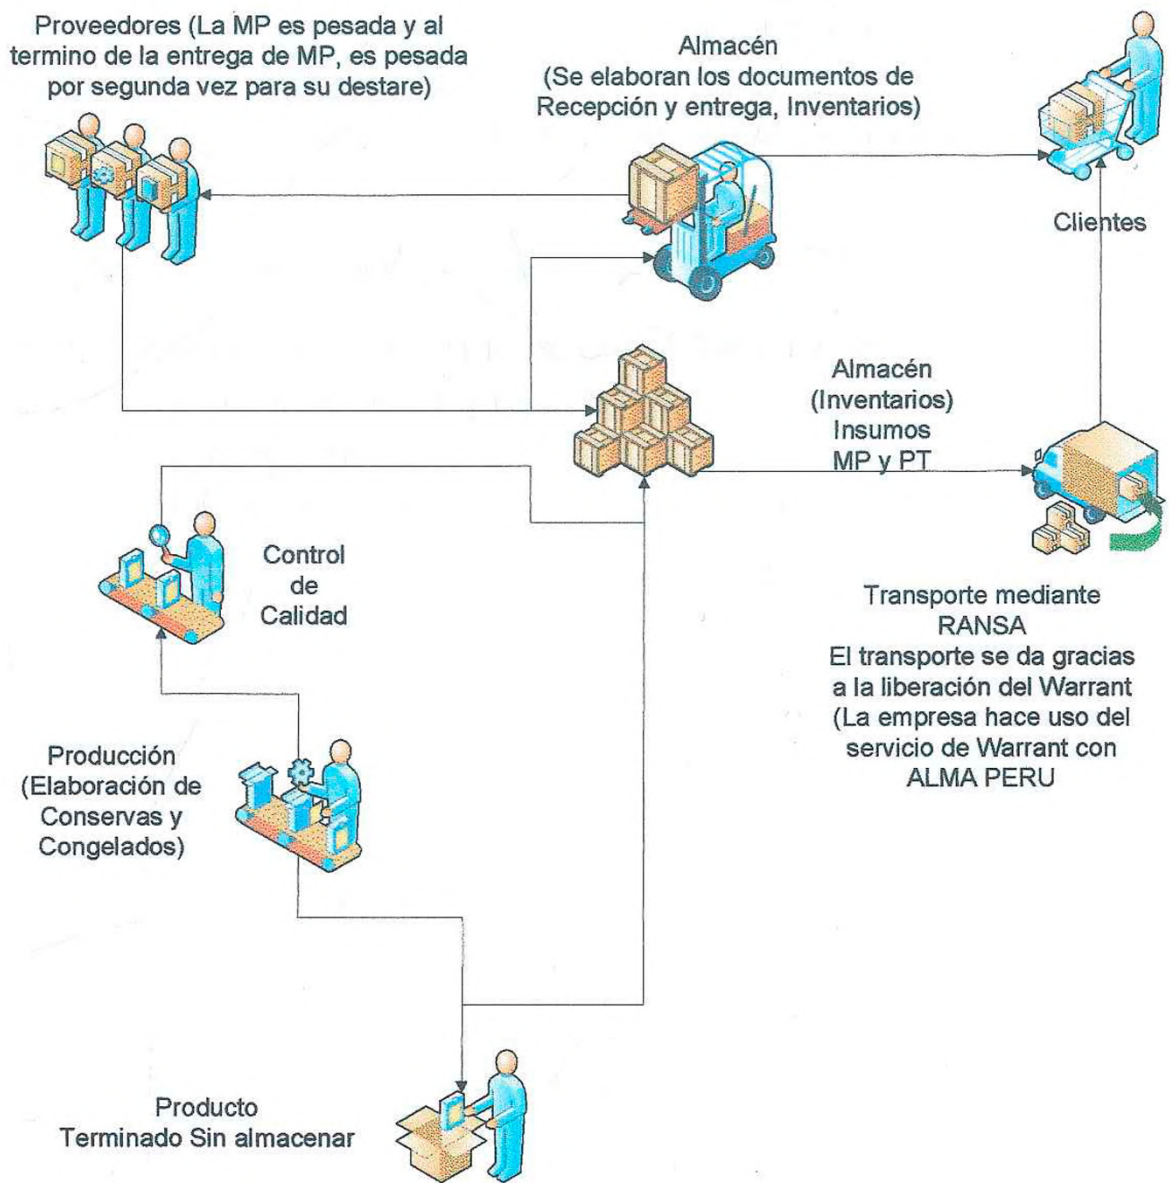 Proveedores (La MP es pesada y al
termino de la entrega de MP, es pesada
por segunda vez para su destare)
Almacén
(Se elaboran los documentos de
Recepción y entrega, Inventarios)
Clientes
Almacén
(Inventarios)
Insumos
MP y PT
Control
de
Calidad
Transporte mediante
RANSA
El transporte se da gracias
a la liberación del Warrant
(La empresa hace uso del
servicio de Warrant con
ALMA PERU
Producción
(Elaboración de
Conservas y
Congelados)
Producto
Terminado Sin almacenar